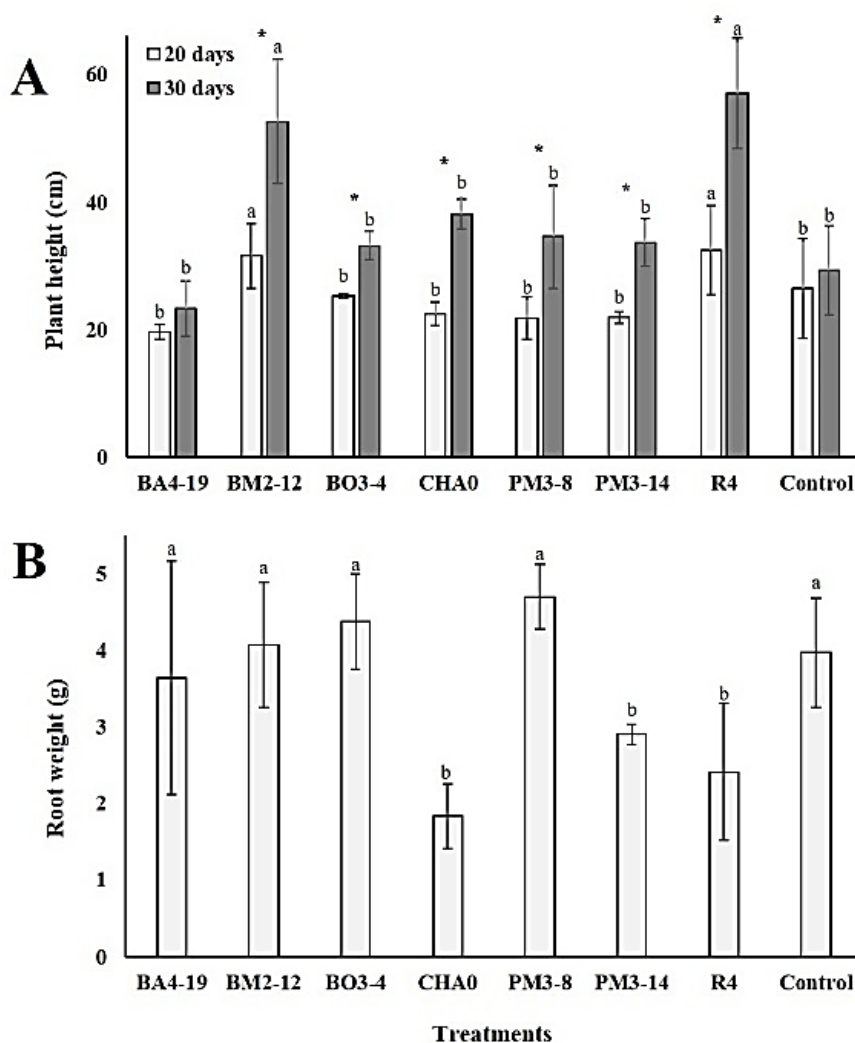 A
20 days
30 days
Plant height (cm)
60
40
20
0
* a
* a
a
b
b
b
* b
b
* b
b
* b
b
* b
a
b
b
BA4-19 BM2-12 BO3-4 CHA0 PM3-8 PM3-14 R4 Control
B
Root weight (g)
5
4
3
2
1
0
a a a b a b b a
BA4-19 BM2-12 BO3-4 CHA0 PM3-8 PM3-14 R4 Control
Treatments